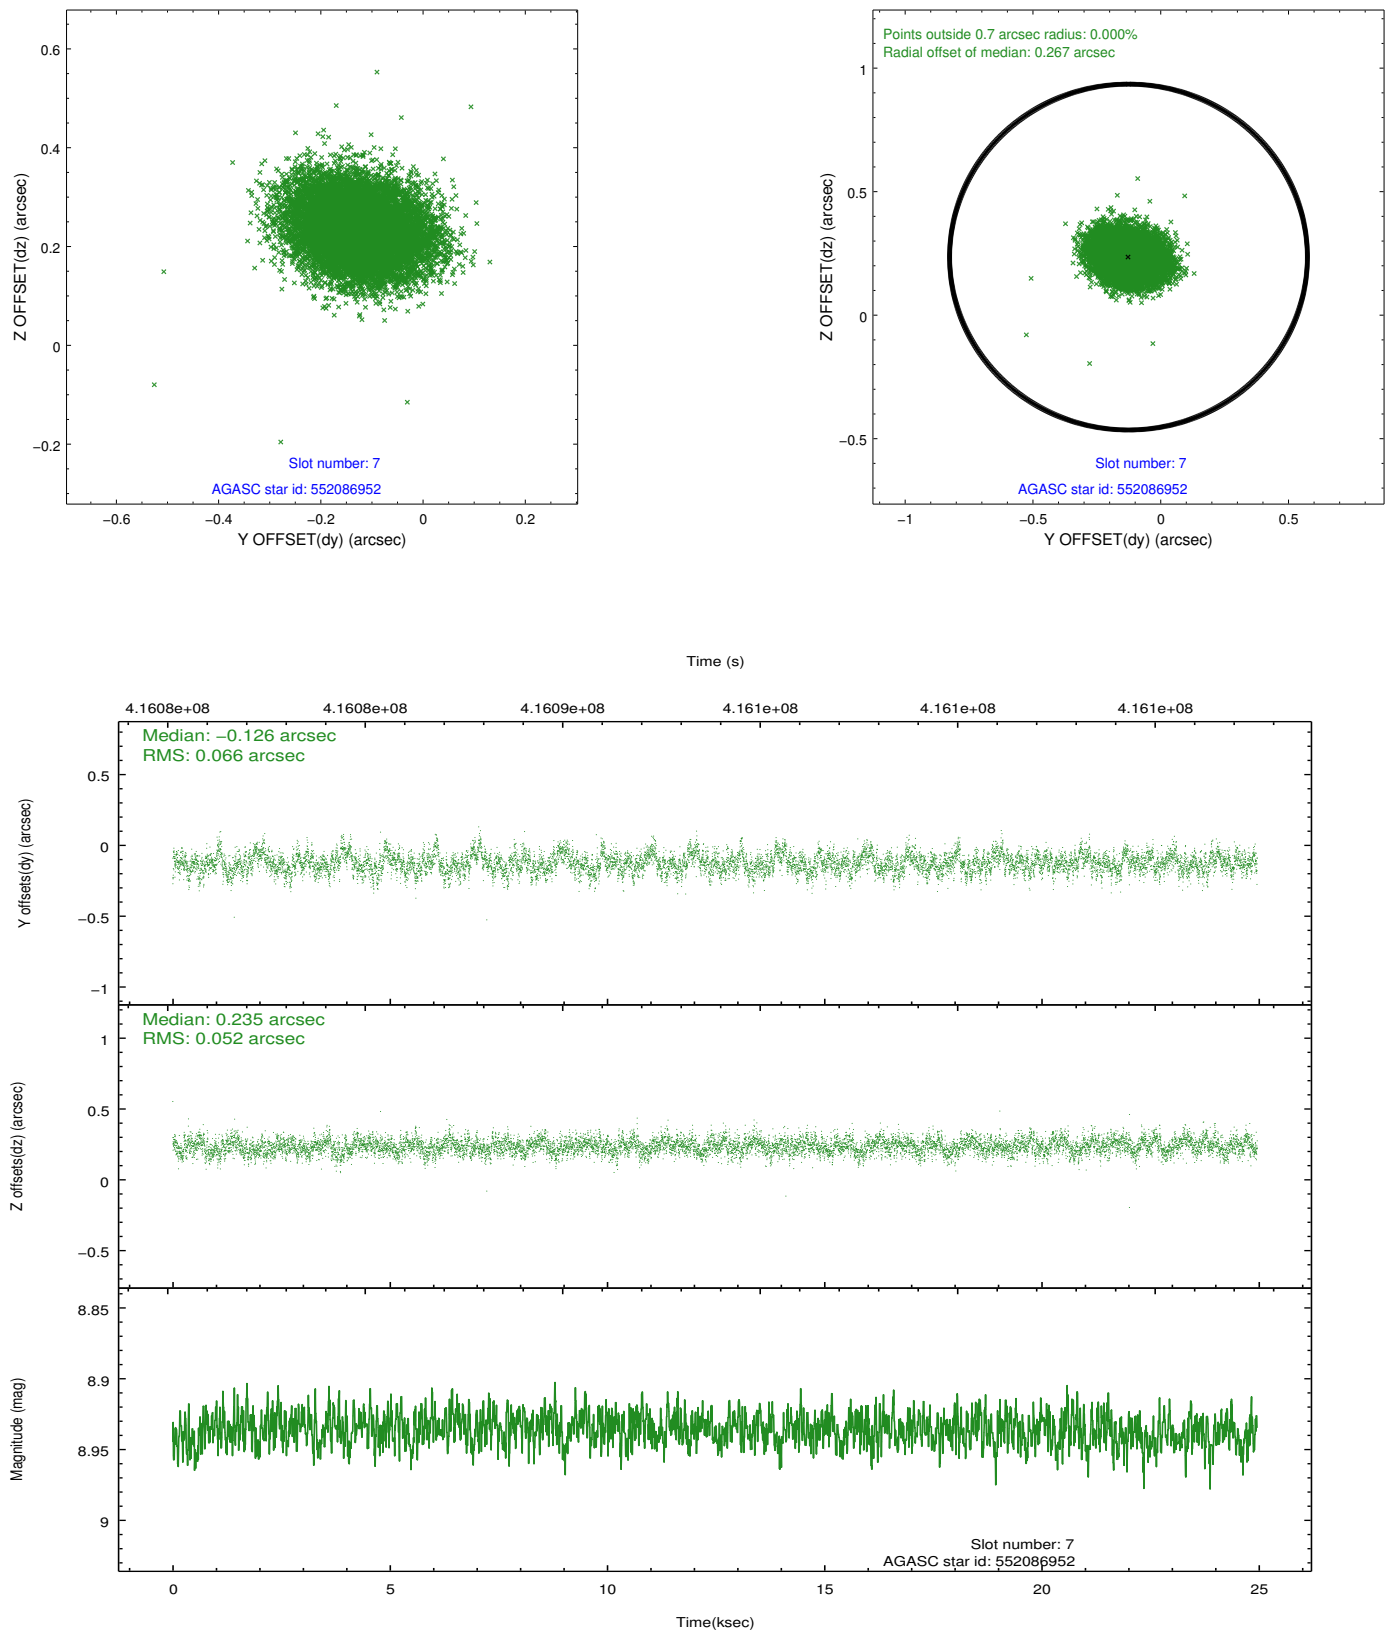 0.6
0.4
0.2
0
−0.2
Z OFFSET(dz) (arcsec)
Slot number: 7
AGASC star id: 552086952
−0.6
−0.4
−0.2
0
0.2
Y OFFSET(dy) (arcsec)
Points outside 0.7 arcsec radius: 0.000%
Radial offset of median: 0.267 arcsec
1
0.5
0
−0.5
Z OFFSET(dz) (arcsec)
Slot number: 7
AGASC star id: 552086952
−1
−0.5
0
0.5
Y OFFSET(dy) (arcsec)
Time (s)
4.1608e+08
4.1608e+08
4.1609e+08
4.161e+08
4.161e+08
4.161e+08
Median: −0.126 arcsec
RMS: 0.066 arcsec
0.5
0
−0.5
−1
Y offsets(dy) (arcsec)
Median: 0.235 arcsec
RMS: 0.052 arcsec
1
0.5
0
−0.5
Z offsets(dz) (arcsec)
8.85
8.9
8.95
9
Magnitude (mag)
Slot number: 7
AGASC star id: 552086952
0
5
10
15
20
25
Time(ksec)